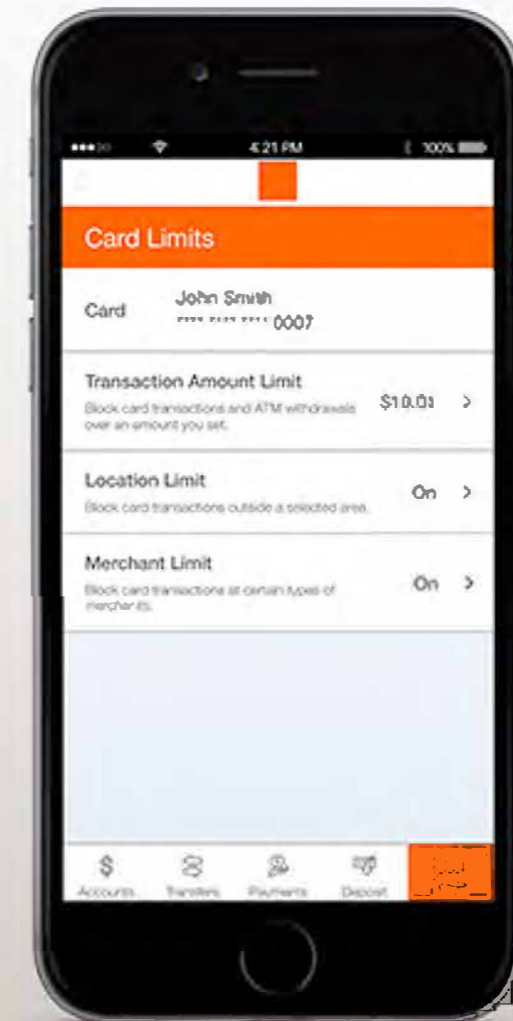 4:21 PM 100%
Card Limits
Card John Smith
0007
Transaction Amount Limit
Block card transactions and ATM withdrawals
over an amount you set.
$10.01
Location Limit
Block card transactions outside a selected area.
On
Merchant Limit
Block card transactions at certain types of
merchants.
On
Accounts Transfers Payments Deposit